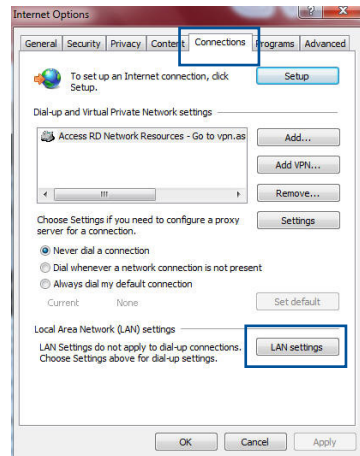 Internet Options
General Security Privacy Content Connections Programs Advanced
To set up an Internet connection, click
Setup.
Setup
Dial-up and Virtual Private Network settings
Access RD Network Resources - Go to vpn.as
Add...
Add VPN...
Remove...
Choose Settings if you need to configure a proxy
server for a connection.
Settings
Never dial a connection
Dial whenever a network connection is not present
Always dial my default connection
Current None
Set default
Local Area Network (LAN) settings
LAN Settings do not apply to dial-up connections.
Choose Settings above for dial-up settings.
LAN settings
OK Cancel Apply